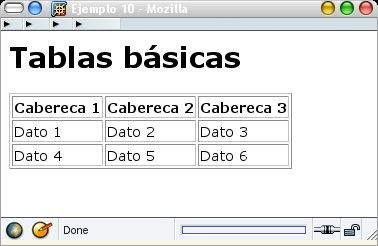 Ejemplo 10 - Mozilla
Tablas básicas
Cabereca 1 Cabereca 2 Cabereca 3
Dato 1 Dato 2 Dato 3
Dato 4 Dato 5 Dato 6
Done